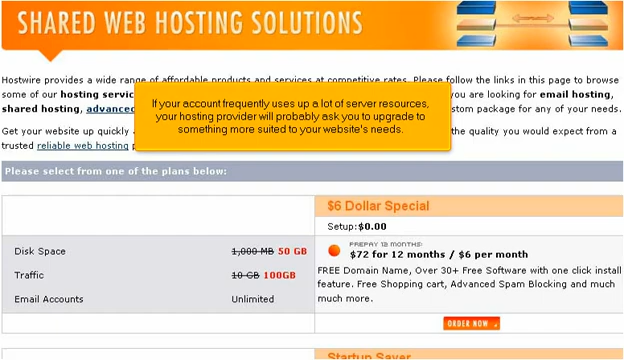 SHARED WEB HOSTING SOLUTIONS
Hostwire provides a wide range of affordable products and services at competitive rates. Please follow the links in this page to browse
some of our hosting servic you are looking for email hosting,
shared hosting, advanced stom package for any of your needs.
If your account frequently uses up a lot of server resources,
your hosting provider will probably ask you to upgrade to
something more suited to your website's needs.
Get your website up quickly the quality you would expect from a
trusted reliable web hosting
Please select from one of the plans below:
$6 Dollar Special
Setup:$0.00
PREPAY 12 MONTHS:
$72 for 12 months / $6 per month
Disk Space 1,000 MB 50 GB
Traffic 10 GB 100GB
Email Accounts Unlimited
FREE Domain Name, Over 30+ Free Software with one click install
feature. Free Shopping cart, Advanced Spam Blocking and much
much more.
ORDER NOW
Startup Saver